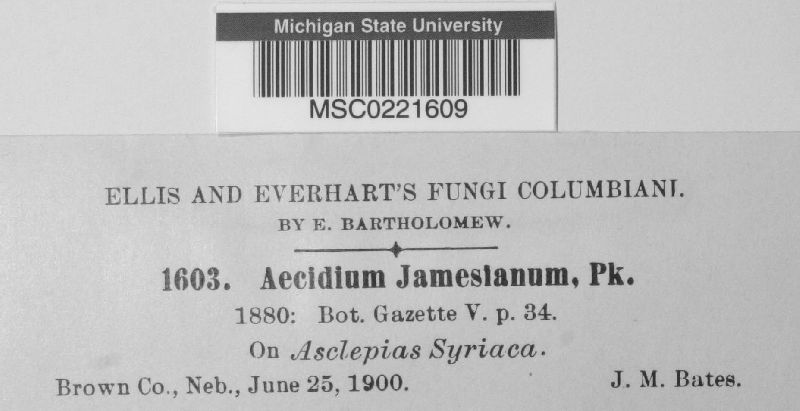 Michigan State University
MSC0221609
ELLIS AND EVERHART'S FUNGI COLUMBIANI.
BY E. BARTHOLOMEW.
1603. Aecidium Jamesianum, Pk.
1880: Bot. Gazette V. p. 34.
On Asclepias Syriaca.
Brown Co., Neb., June 25, 1900. J. M. Bates.